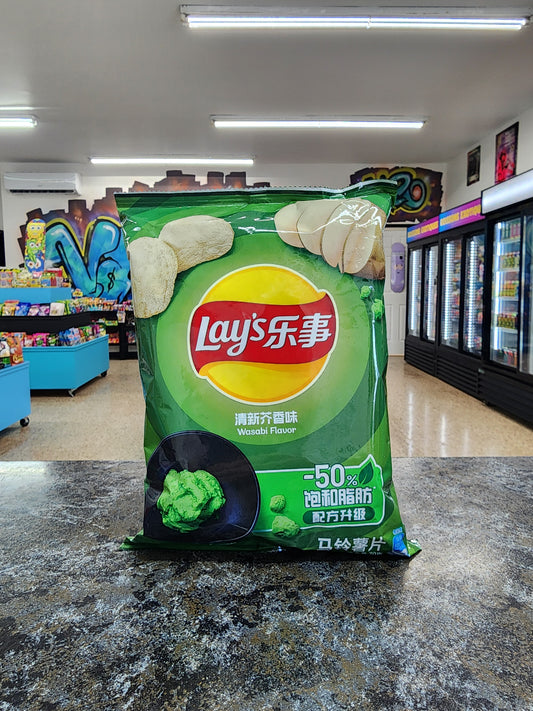 Lay's乐事
清新芥香味
Wasabi Flavor
-50%
饱和脂肪
配方升级
马铃薯片